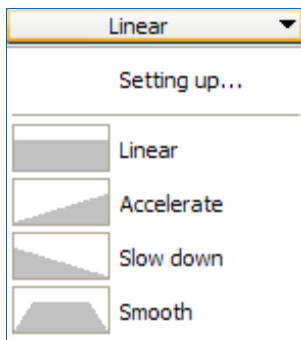 Linear
Setting up...
Linear
Accelerate
Slow down
Smooth